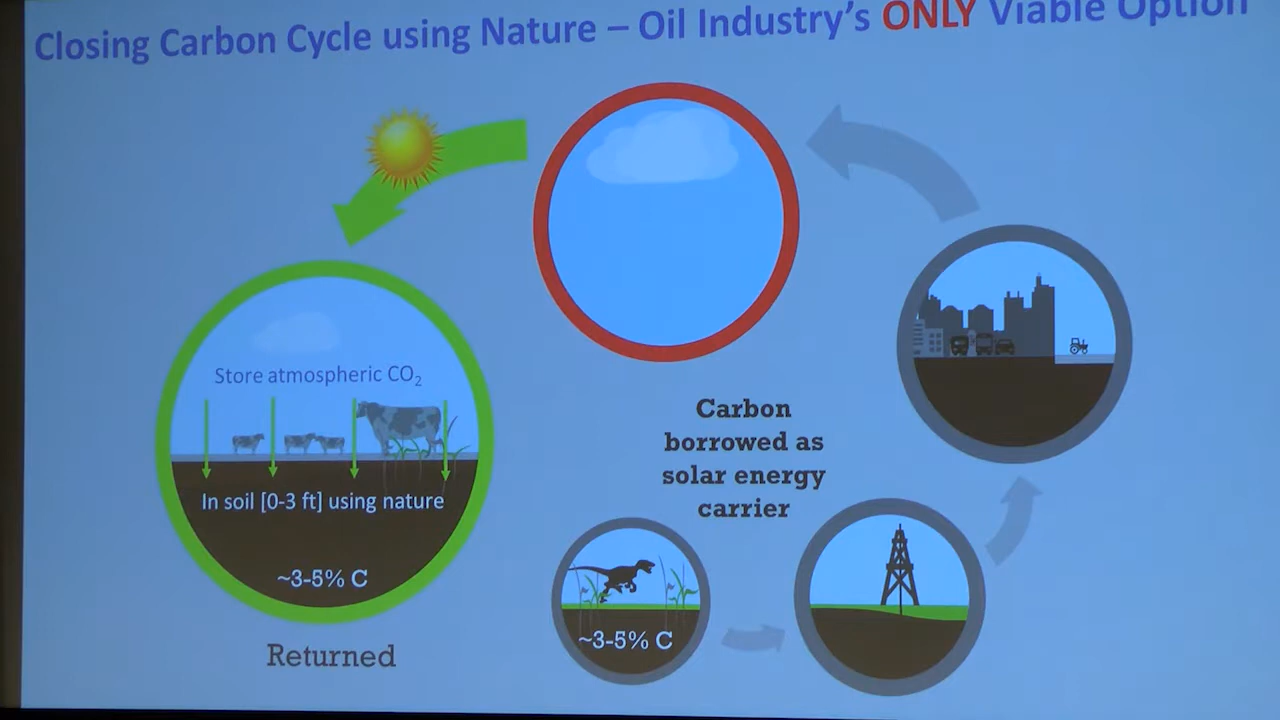 Closing Carbon Cycle using Nature – Oil Industry's ONLY Viable Option
Store atmospheric CO₂
In soil [0-3 ft] using nature
~3-5% C
Returned
Carbon
borrowed as
solar energy
carrier
~3-5% C